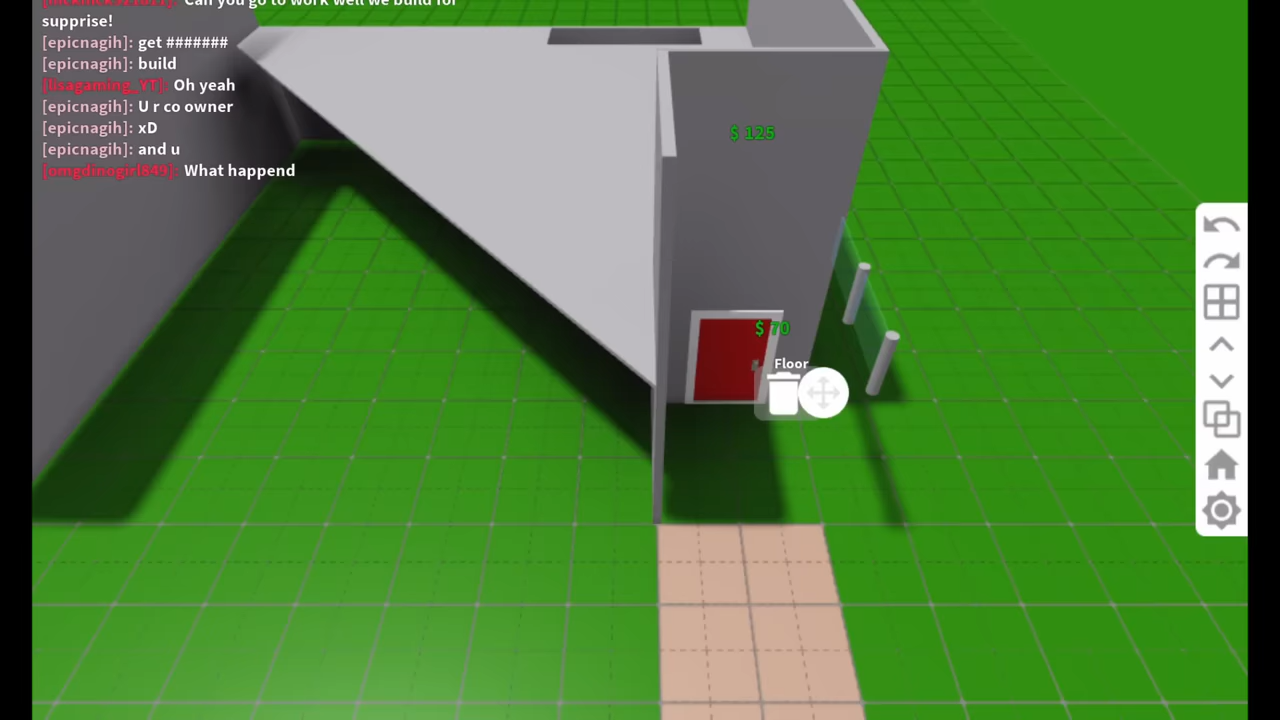 Can you go to work well we build for
supprise!
[epicnagih]: get #######
[epicnagih]: build
[lisagaming_YT]: Oh yeah
[epicnagih]: U r co owner
[epicnagih]: xD
[epicnagih]: and u
[omgdinogirl849]: What happend
$ 125
$ 70
Floor